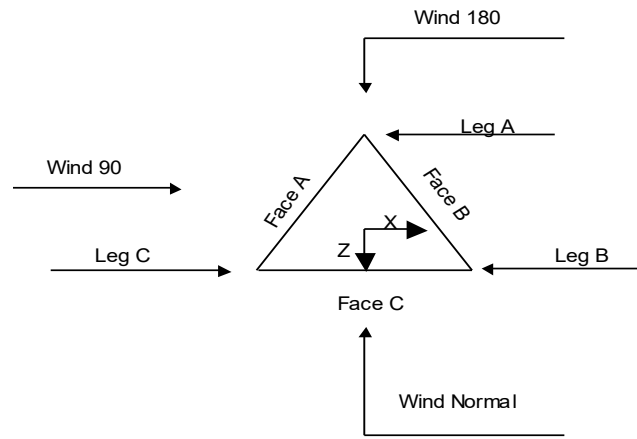 Wind 180
Leg A
Wind 90
Face A
Face B
X
Z
Leg C
Leg B
Face C
Wind Normal